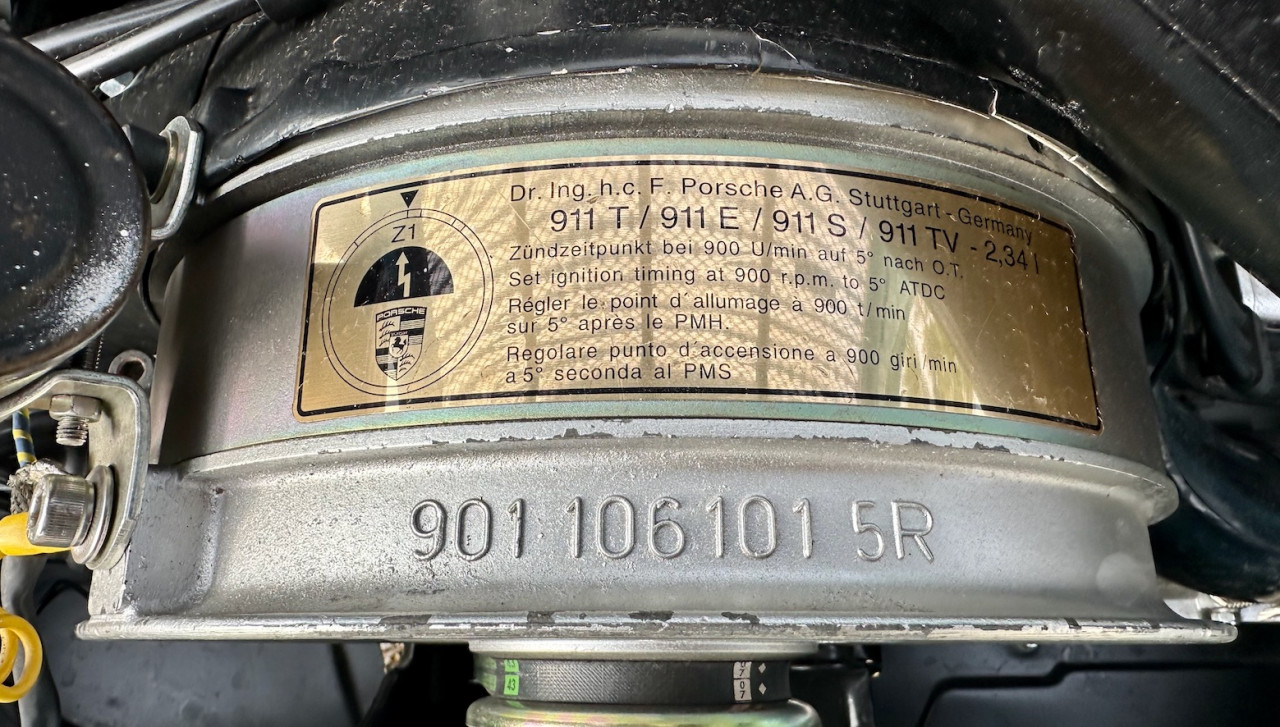 Dr. Ing. h.c. F. Porsche A.G. Stuttgart - Germany
911 T / 911 E / 911 S / 911 TV - 2,34 l
Z1
PORSCHE
Zündzeitpunkt bei 900 U/min auf 5° nach O.T.
Set ignition timing at 900 r.p.m. to 5° ATDC
Régler le point d´allumage à 900 t/min
sur 5° après le PMH.
Regolare punto d´accensione a 900 giri/min
a 5° seconda al PMS
901 106101 5R
43